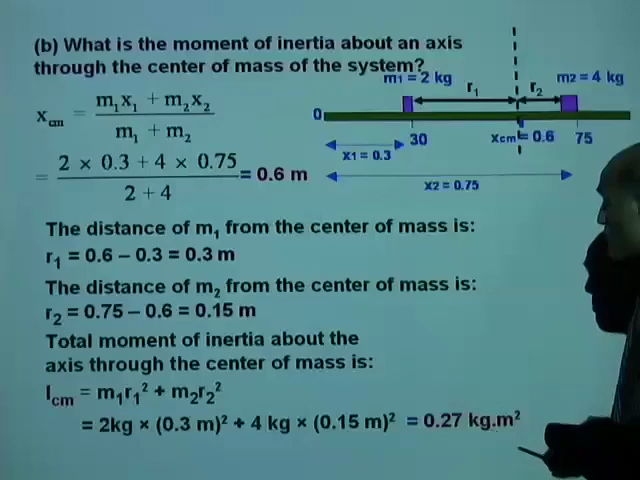 (b) What is the moment of inertia about an axis
through the center of mass of the system?
m1 = 2 kg
m2 = 4 kg
r₁
r₂
x_cm = (m₁x₁ + m₂x₂) / (m₁ + m₂)
0
30
xcm = 0.6
75
x1 = 0.3
x2 = 0.75
= (2 × 0.3 + 4 × 0.75) / (2 + 4) = 0.6 m
The distance of m₁ from the center of mass is:
r₁ = 0.6 – 0.3 = 0.3 m
The distance of m₂ from the center of mass is:
r₂ = 0.75 – 0.6 = 0.15 m
Total moment of inertia about the
axis through the center of mass is:
I_cm = m₁r₁² + m₂r₂²
= 2kg × (0.3 m)² + 4 kg × (0.15 m)² = 0.27 kg.m²